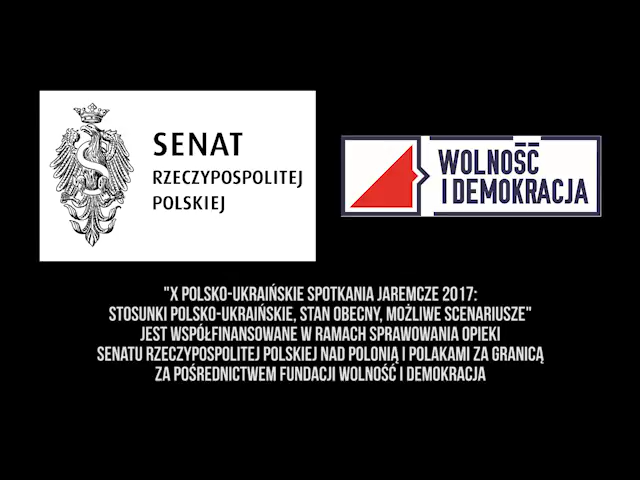 SENAT
RZECZYPOSPOLITEJ
POLSKIEJ
WOLNOŚĆ
I DEMOKRACJA
"X POLSKO-UKRAIŃSKIE SPOTKANIA JAREMCZE 2017:
STOSUNKI POLSKO-UKRAIŃSKIE, STAN OBECNY, MOŻLIWE SCENARIUSZE"
JEST WSPÓŁFINANSOWANE W RAMACH SPRAWOWANIA OPIEKI
SENATU RZECZYPOSPOLITEJ POLSKIEJ NAD POLONIĄ I POLAKAMI ZA GRANICĄ
ZA POŚREDNICTWEM FUNDACJI WOLNOŚĆ I DEMOKRACJA